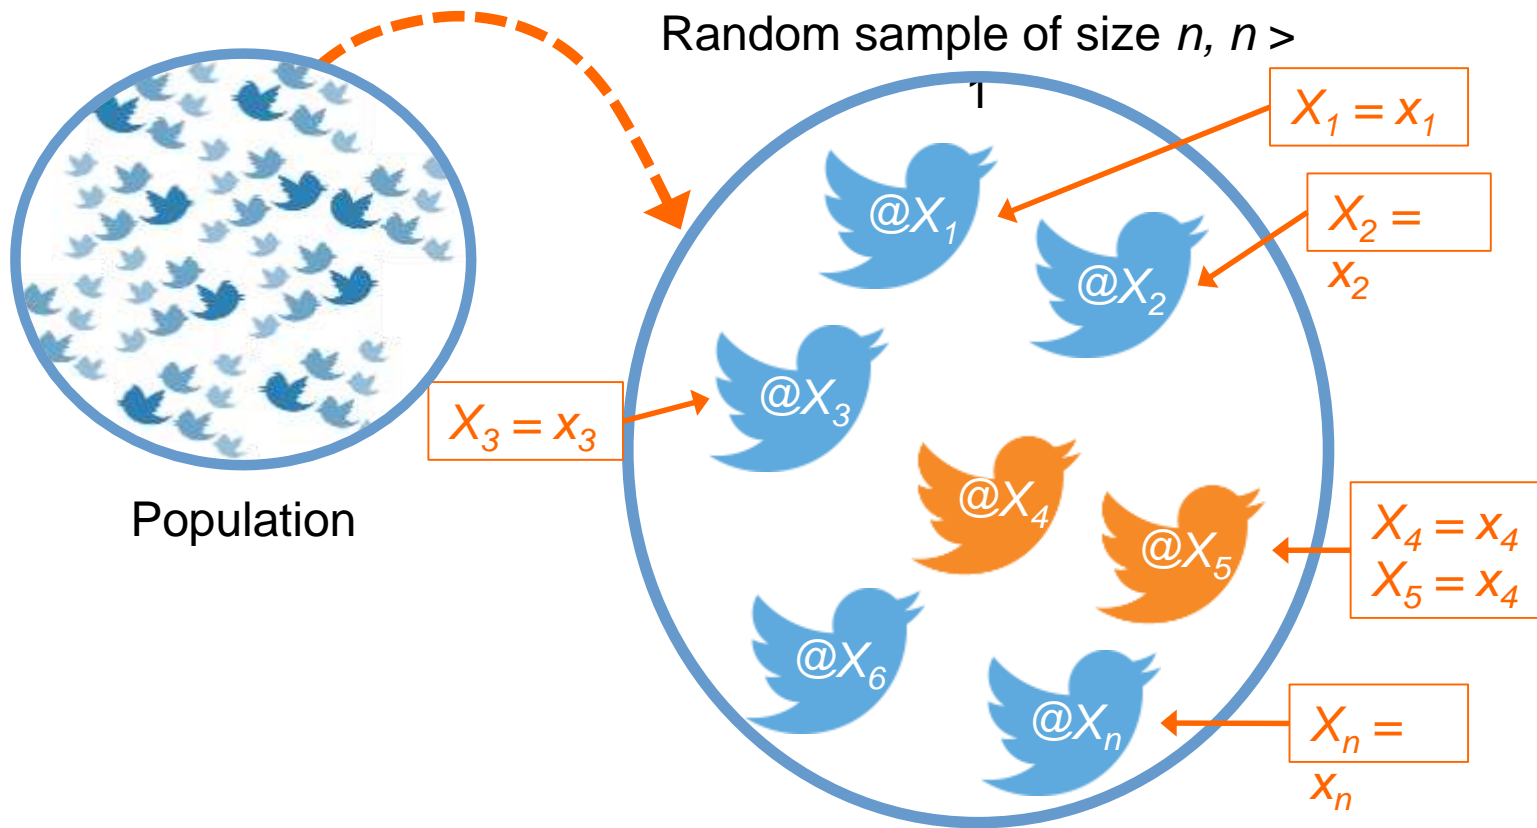 Random sample of size n, n >
1
X₁ = x₁
X₂ =
x₂
@X₁
@X₂
@X₃
X₃ = x₃
@X₄
@X₅
X₄ = x₄
X₅ = x₄
Population
@X₆
@Xₙ
Xₙ =
xₙ